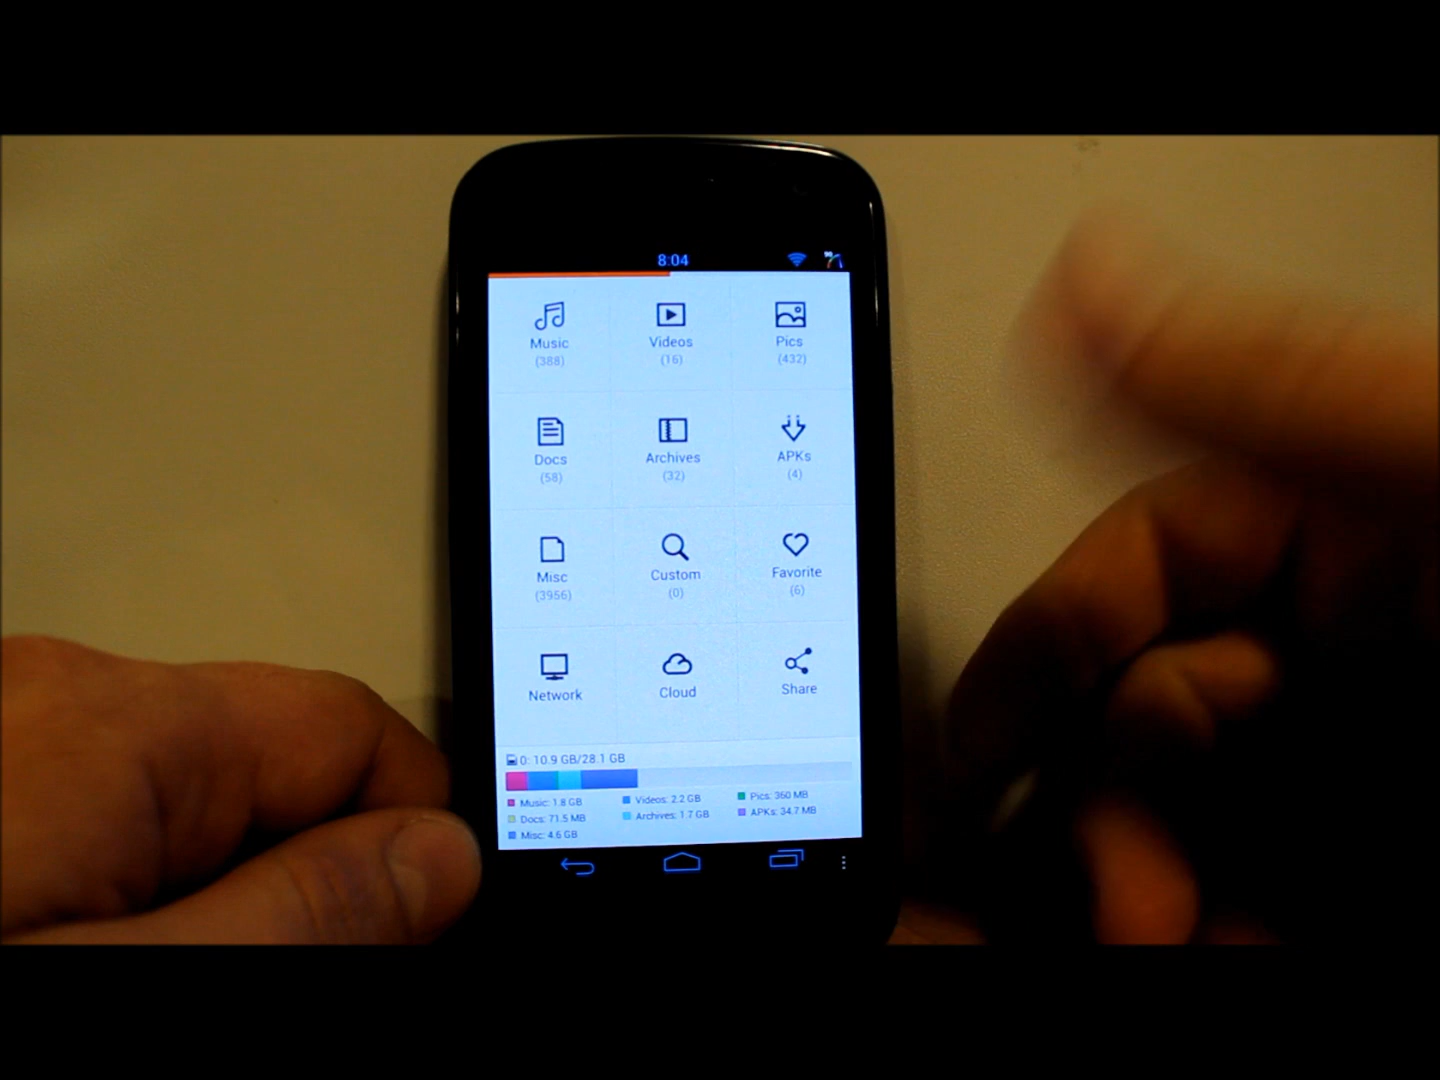 8:04
Music Videos Pics
(388) (16) (432)
Docs Archives APKs
(58) (32) (4)
Misc Custom Favorite
(3956) (0) (6)
Network Cloud Share
0: 10.9 GB/28.1 GB
Music: 1.8 GB Videos: 2.2 GB Pics: 360 MB
Docs: 71.5 MB Archives: 1.7 GB APKs: 34.7 MB
Misc: 4.6 GB